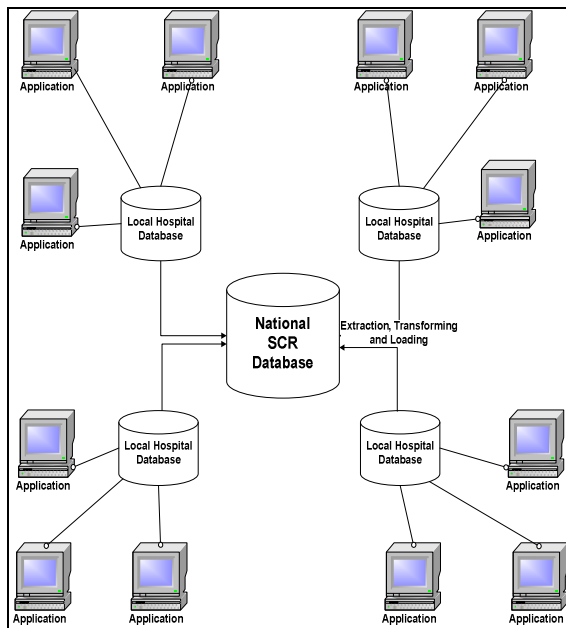 Application
Application
Application
Application
Application
Application
Local Hospital
Database
Local Hospital
Database
National
SCR
Database
Extraction, Transforming
and Loading
Local Hospital
Database
Local Hospital
Database
Application
Application
Application
Application
Application
Application